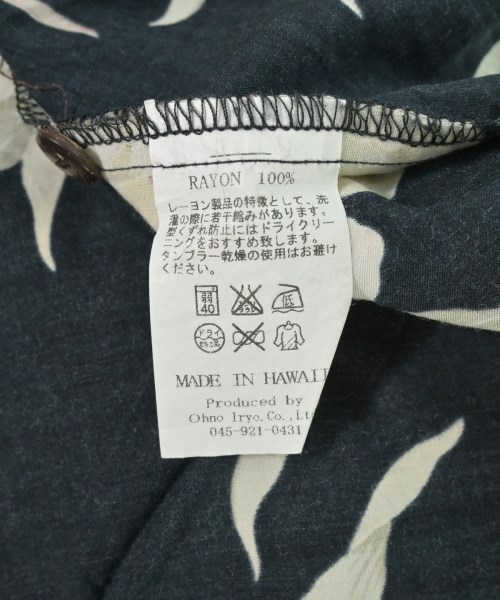 RAYON 100%
レーヨン製品の特徴として、洗
濯の際に若干縮みがあります。
型くずれ防止にはドライクリー
ニングをおすすめ致します。
タンブラー乾燥の使用はお避け
ください。
弱 40 低
ドライ
MADE IN HAWAII
Produced by
Ohno Iryo.Co.,Lt
045-921-0431